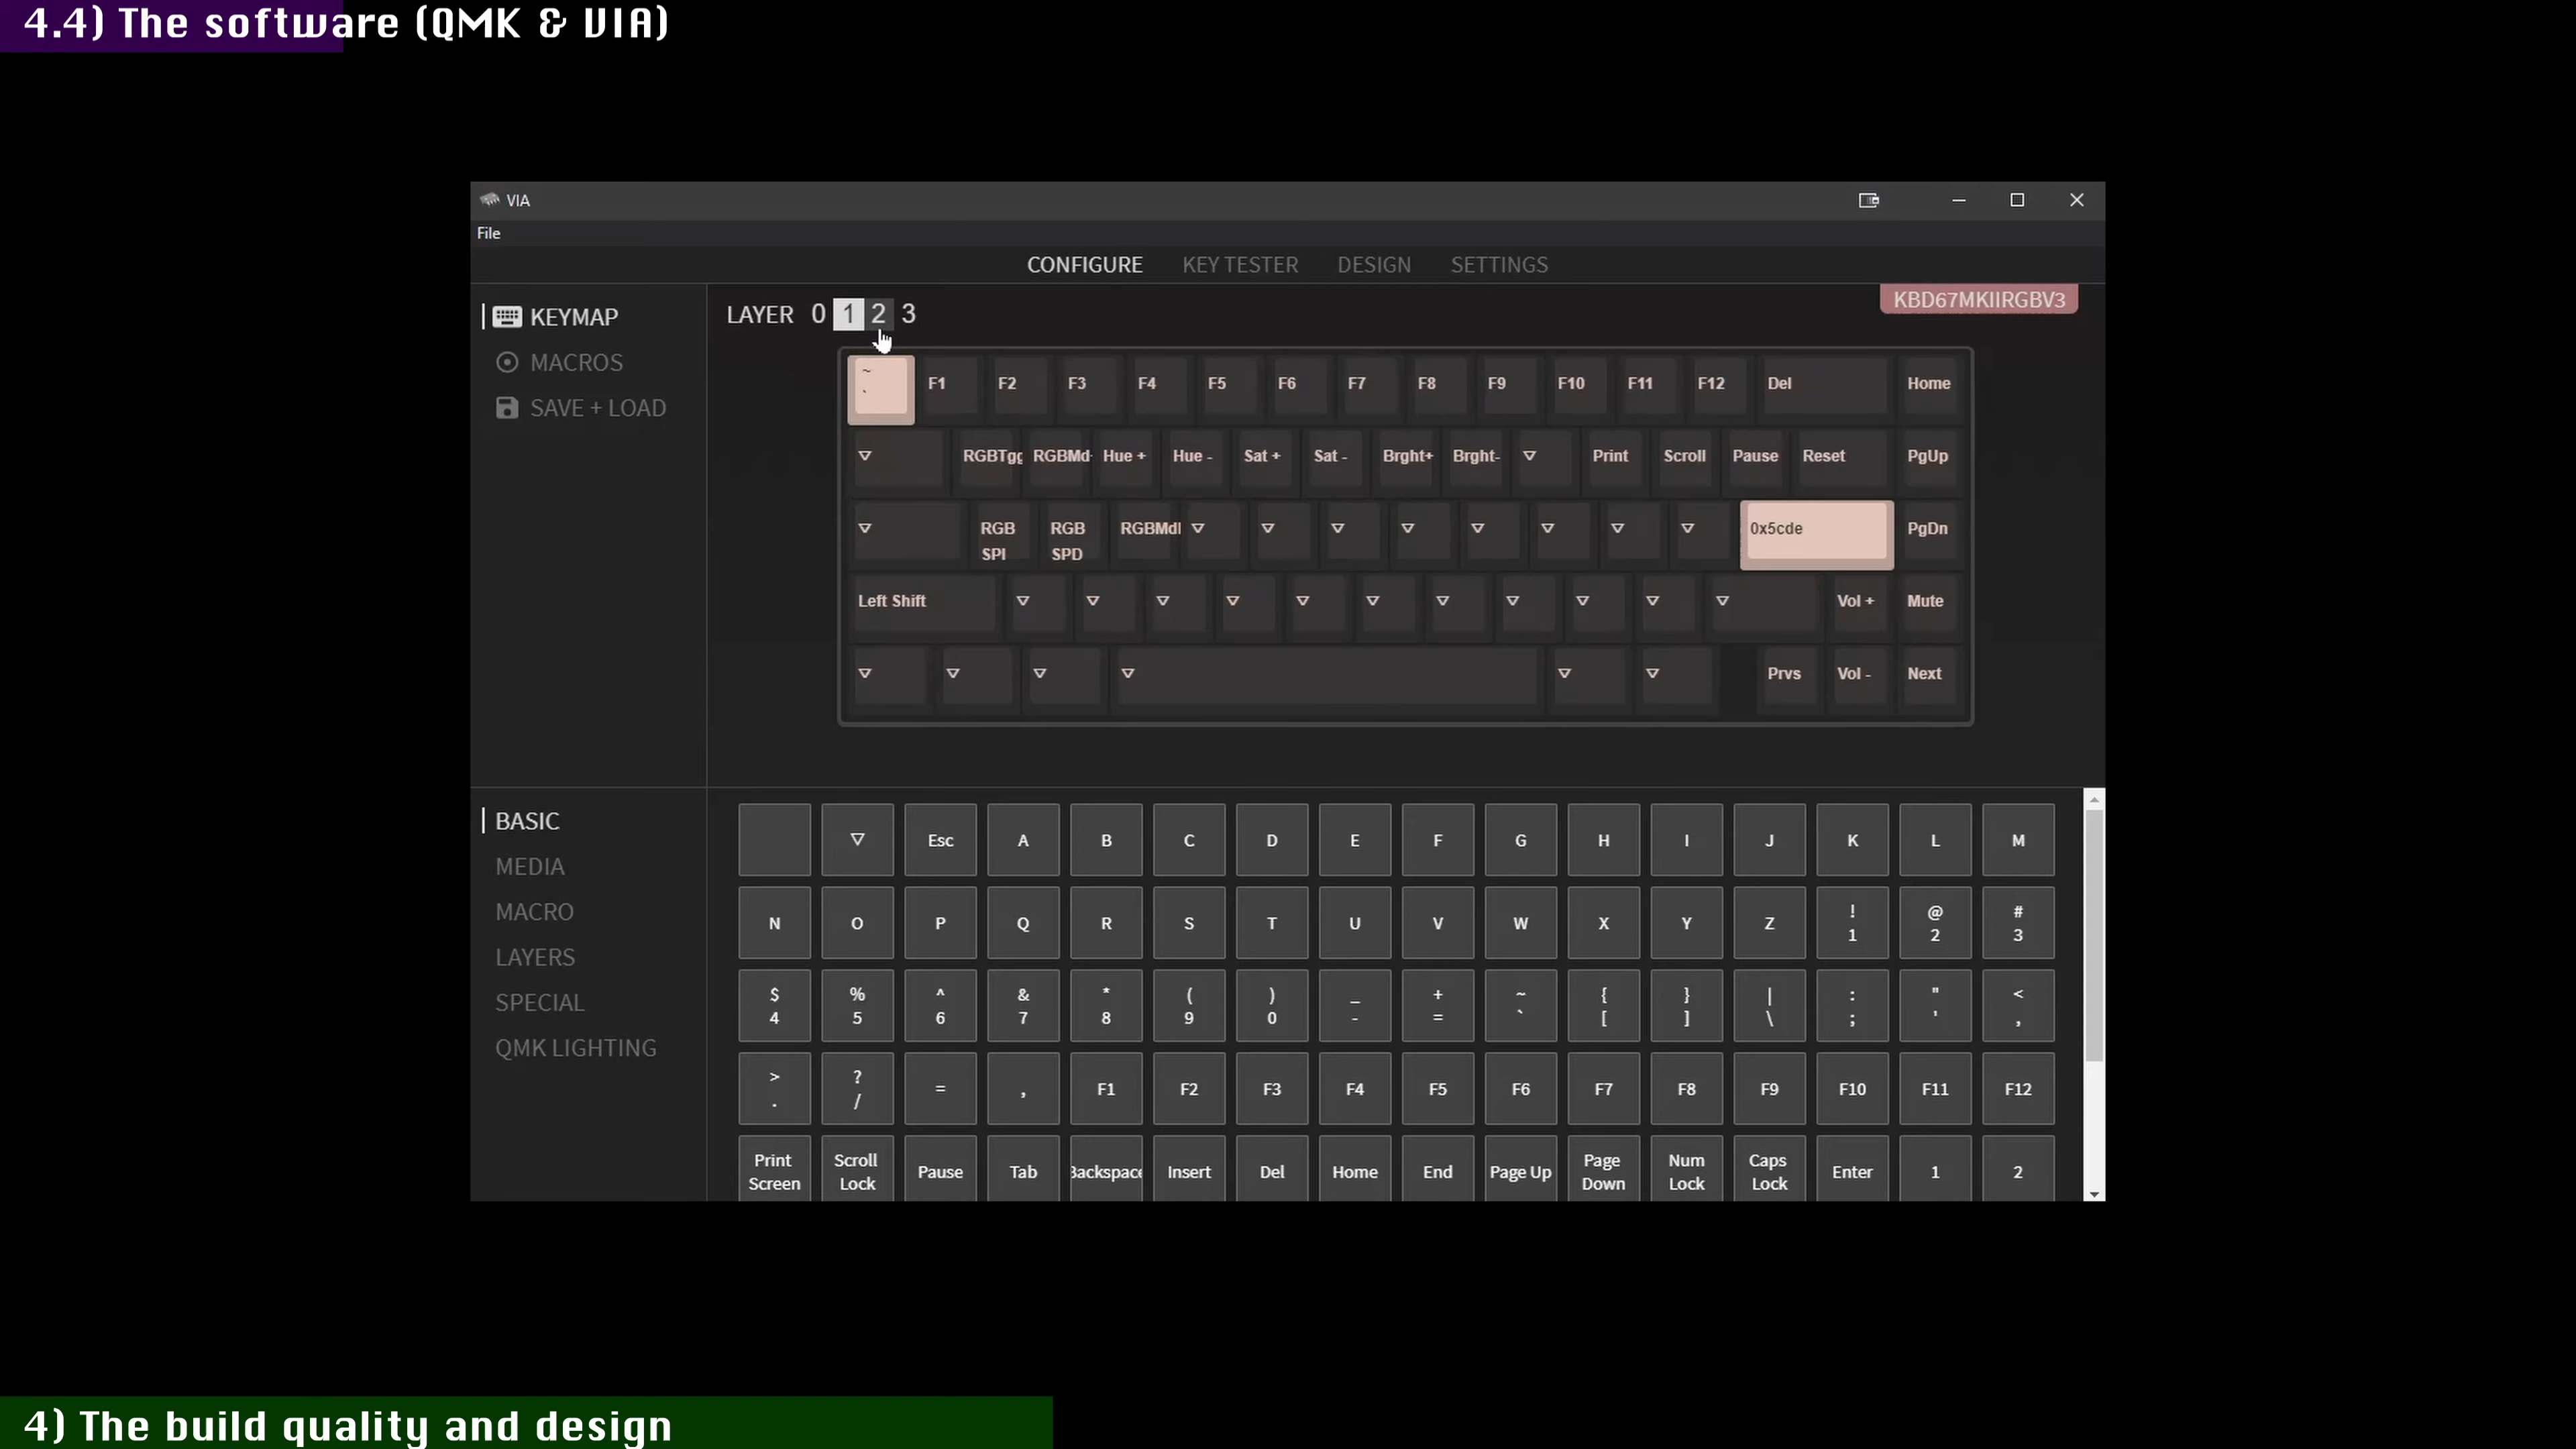 4.4) The software (QMK & VIA)
VIA
File
CONFIGURE KEY TESTER DESIGN SETTINGS
KEYMAP
MACROS
SAVE + LOAD
LAYER 0 1 2 3
KBD67MKIIRGBV3
~
` F1 F2 F3 F4 F5 F6 F7 F8 F9 F10 F11 F12 Del Home
▽ RGBTgg RGBMd+ Hue + Hue - Sat + Sat - Brght+ Brght- ▽ Print Scroll Pause Reset PgUp
▽ RGB RGB RGBMdl ▽ ▽ ▽ ▽ ▽ ▽ ▽ ▽ 0x5cde PgDn
SPI SPD
Left Shift ▽ ▽ ▽ ▽ ▽ ▽ ▽ ▽ ▽ ▽ ▽ Vol + Mute
▽ ▽ ▽ ▽ ▽ ▽ Prvs Vol - Next
BASIC
MEDIA
MACRO
LAYERS
SPECIAL
QMK LIGHTING
▽ Esc A B C D E F G H I J K L M
N O P Q R S T U V W X Y Z ! @ #
1 2 3
$ % ^ & * ( ) _ + ~ { } | : " <
4 5 6 7 8 9 0 - = ` [ ] \ ; ' ,
> ? = , F1 F2 F3 F4 F5 F6 F7 F8 F9 F10 F11 F12
. /
Print Scroll Pause Tab Backspace Insert Del Home End Page Up Page Num Caps Enter 1 2
Screen Lock Down Lock Lock
4) The build quality and design